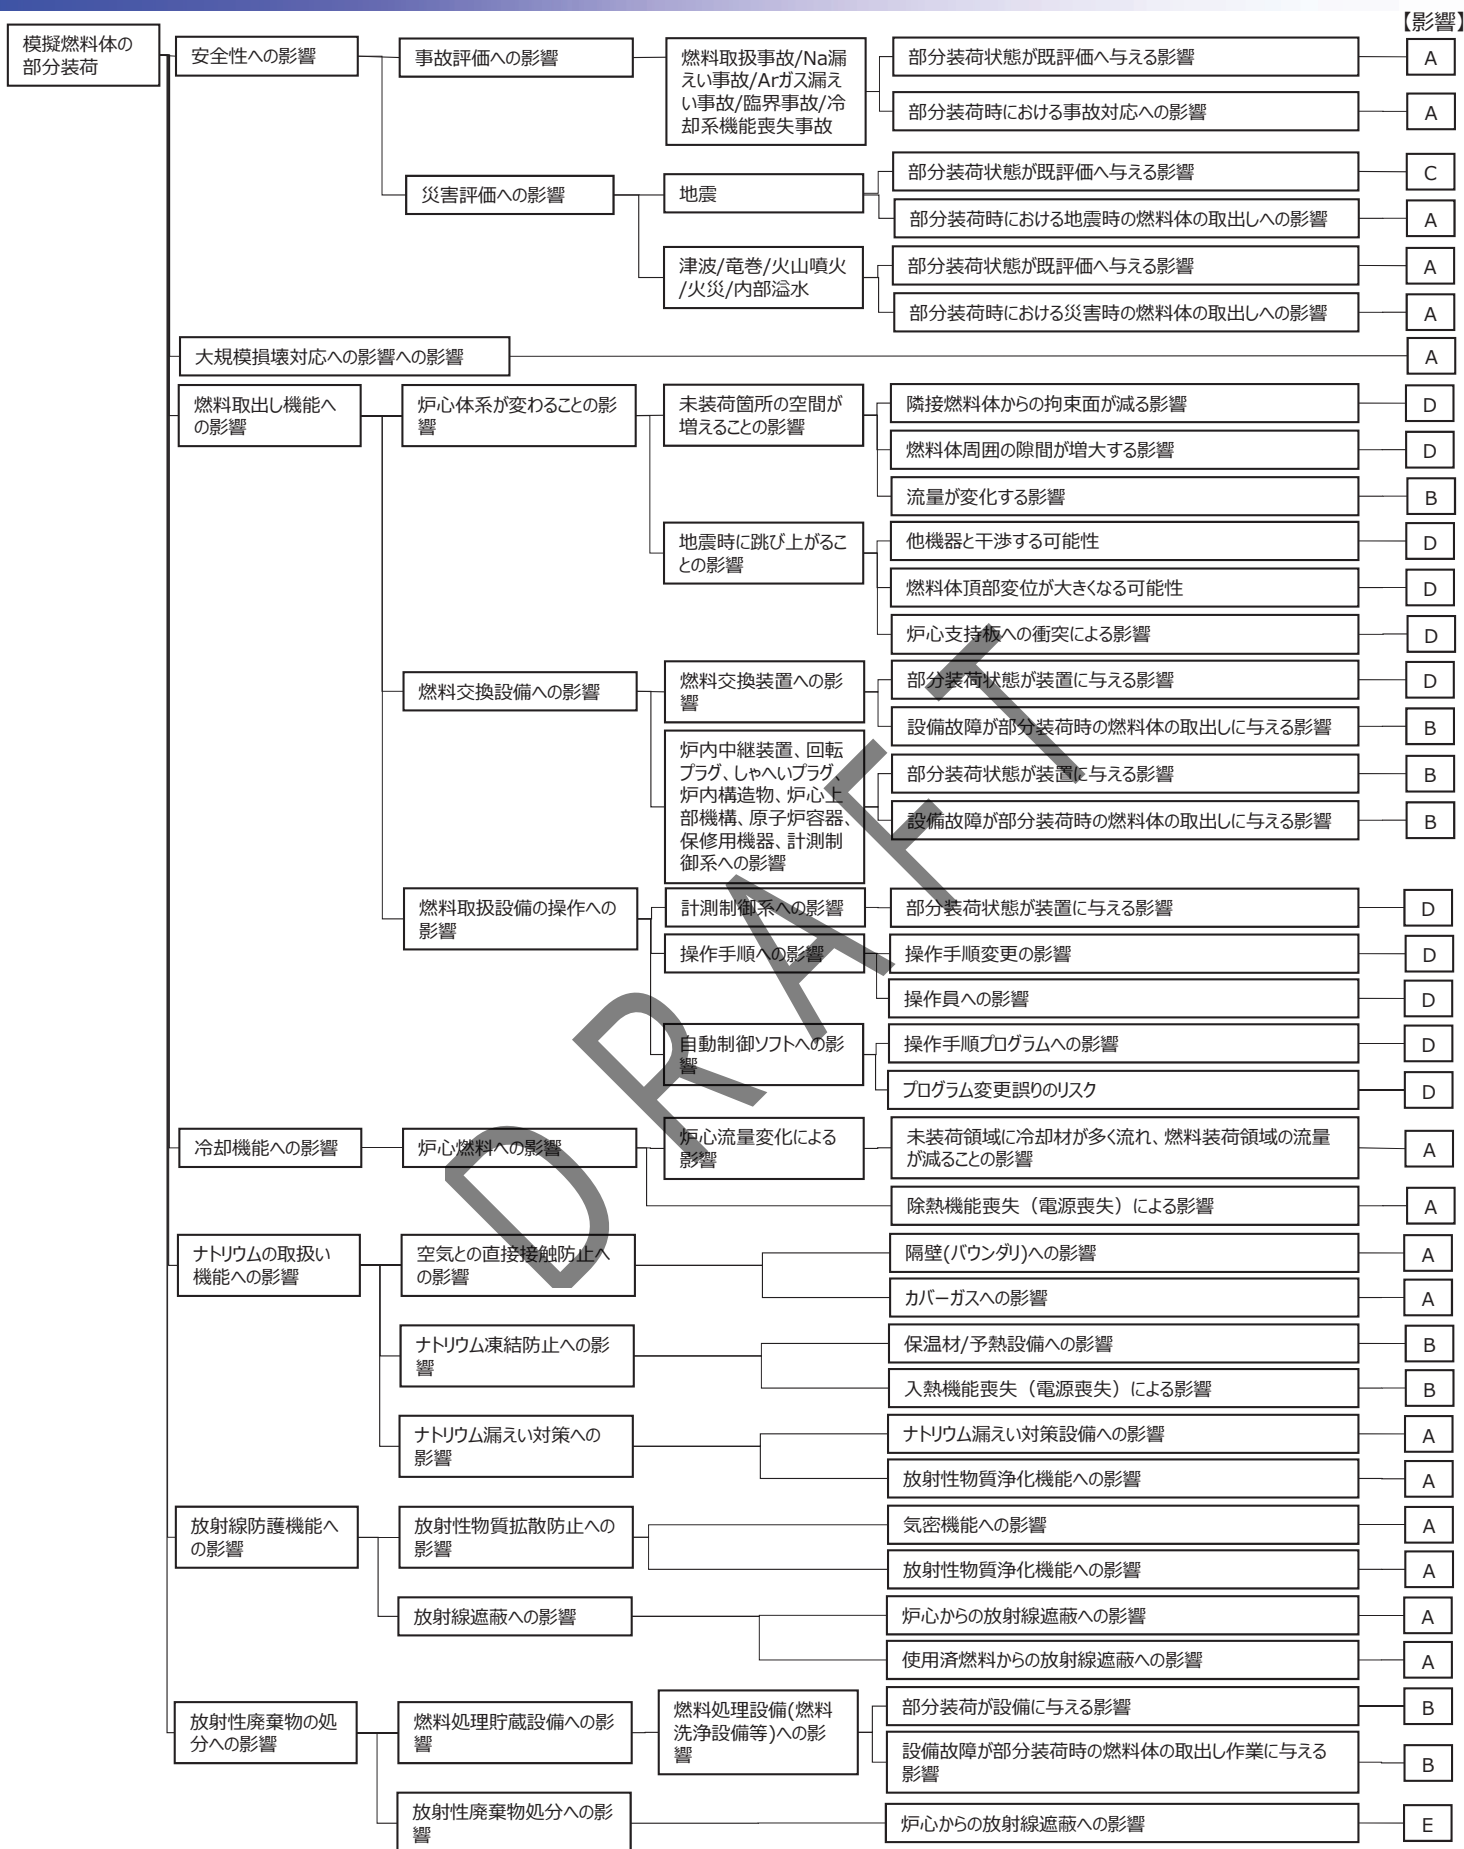 【影響】
模擬燃料体の
部分装荷
安全性への影響
事故評価への影響
燃料取扱事故/Na漏
えい事故/Arガス漏え
い事故/臨界事故/冷
却系機能喪失事故
部分装荷状態が既評価へ与える影響
A
部分装荷時における事故対応への影響
A
災害評価への影響
地震
部分装荷状態が既評価へ与える影響
C
部分装荷時における地震時の燃料体の取出しへの影響
A
津波/竜巻/火山噴火
/火災/内部溢水
部分装荷状態が既評価へ与える影響
A
部分装荷時における災害時の燃料体の取出しへの影響
A
大規模損壊対応への影響への影響
A
燃料取出し機能へ
の影響
炉心体系が変わることの影
響
未装荷箇所の空間が
増えることの影響
隣接燃料体からの拘束面が減る影響
D
燃料体周囲の隙間が増大する影響
D
流量が変化する影響
B
地震時に跳び上がるこ
との影響
他機器と干渉する可能性
D
燃料体頂部変位が大きくなる可能性
D
炉心支持板への衝突による影響
D
燃料交換設備への影響
燃料交換装置への影
響
部分装荷状態が装置に与える影響
D
設備故障が部分装荷時の燃料体の取出しに与える影響
B
炉内中継装置、回転
プラグ、しゃへいプラグ、
炉内構造物、炉心上
部機構、原子炉容器、
保修用機器、計測制
御系への影響
部分装荷状態が装置に与える影響
B
設備故障が部分装荷時の燃料体の取出しに与える影響
B
燃料取扱設備の操作への
影響
計測制御系への影響
部分装荷状態が装置に与える影響
D
操作手順への影響
操作手順変更の影響
D
操作員への影響
D
自動制御ソフトへの影
響
操作手順プログラムへの影響
D
プログラム変更誤りのリスク
D
冷却機能への影響
炉心燃料への影響
炉心流量変化による
影響
未装荷領域に冷却材が多く流れ、燃料装荷領域の流量
が減ることの影響
A
除熱機能喪失（電源喪失）による影響
A
ナトリウムの取扱い
機能への影響
空気との直接接触防止へ
の影響
隔壁(バウンダリ)への影響
A
カバーガスへの影響
A
ナトリウム凍結防止への影
響
保温材/予熱設備への影響
B
入熱機能喪失（電源喪失）による影響
B
ナトリウム漏えい対策への
影響
ナトリウム漏えい対策設備への影響
A
放射性物質浄化機能への影響
A
放射線防護機能へ
の影響
放射性物質拡散防止への
影響
気密機能への影響
A
放射性物質浄化機能への影響
A
放射線遮蔽への影響
炉心からの放射線遮蔽への影響
A
使用済燃料からの放射線遮蔽への影響
A
放射性廃棄物の処
分への影響
燃料処理貯蔵設備への影
響
燃料処理設備(燃料
洗浄設備等)への影
響
部分装荷が設備に与える影響
B
設備故障が部分装荷時の燃料体の取出し作業に与える
影響
B
放射性廃棄物処分への影
響
炉心からの放射線遮蔽への影響
E
DRAFT